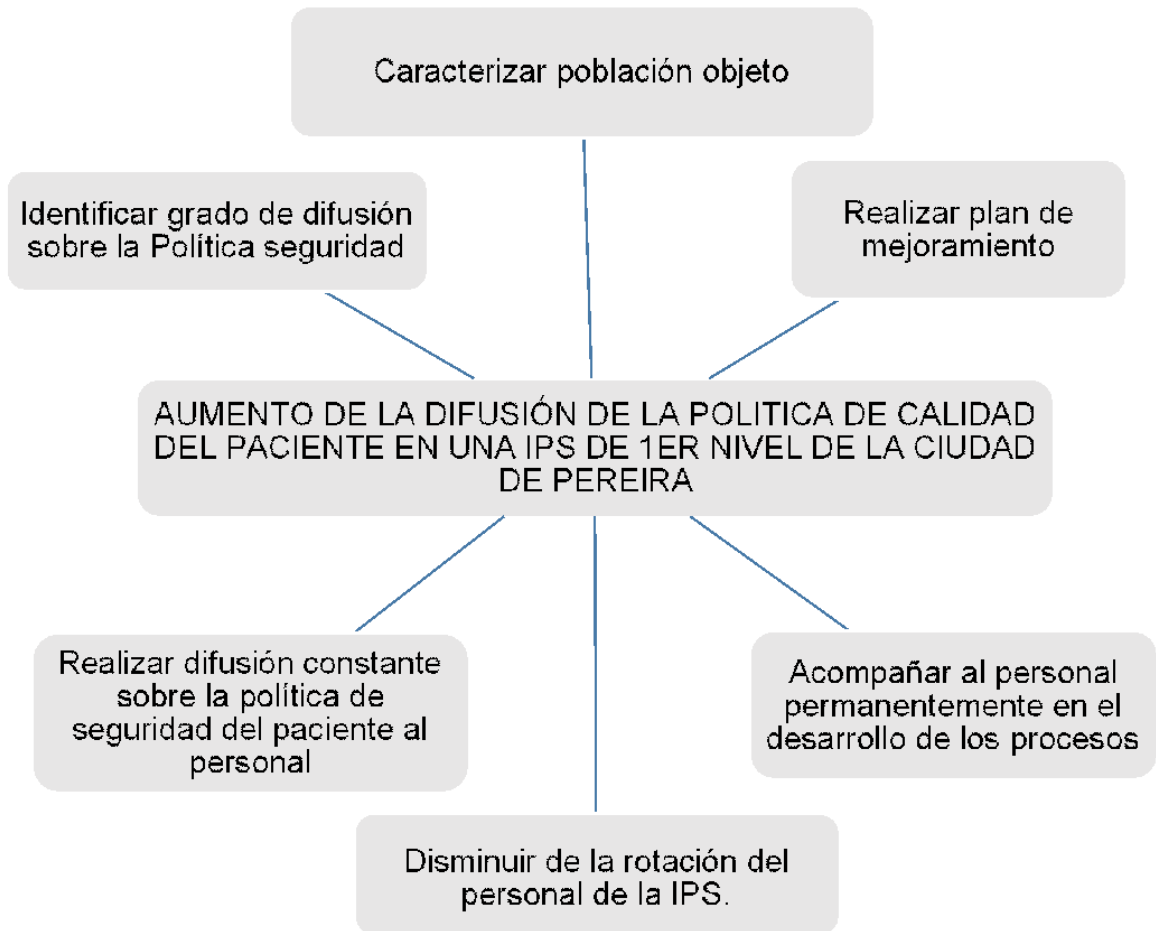 Caracterizar población objeto
Identificar grado de difusión
sobre la Política seguridad
Realizar plan de
mejoramiento
AUMENTO DE LA DIFUSIÓN DE LA POLITICA DE CALIDAD
DEL PACIENTE EN UNA IPS DE 1ER NIVEL DE LA CIUDAD
DE PEREIRA
Realizar difusión constante
sobre la política de
seguridad del paciente al
personal
Acompañar al personal
permanentemente en el
desarrollo de los procesos
Disminuir de la rotación del
personal de la IPS.